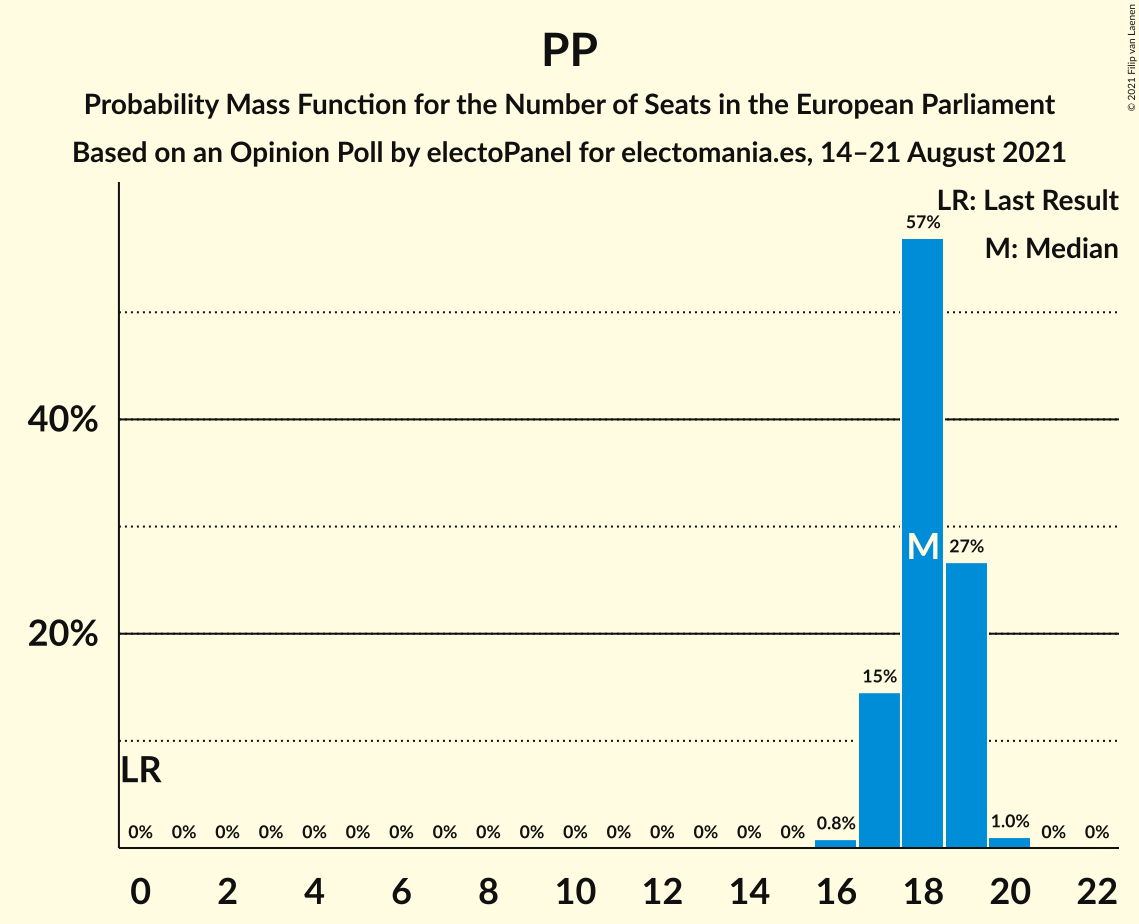 PP
Probability Mass Function for the Number of Seats in the European Parliament
Based on an Opinion Poll by electoPanel for electomania.es, 14–21 August 2021
© 2021 Filip van Laenen
LR: Last Result
M: Median
57%
40%
M
27%
20%
15%
LR
0% 0% 0% 0% 0% 0% 0% 0% 0% 0% 0% 0% 0% 0% 0% 0% 0.8% 1.0% 0% 0%
0 2 4 6 8 10 12 14 16 18 20 22